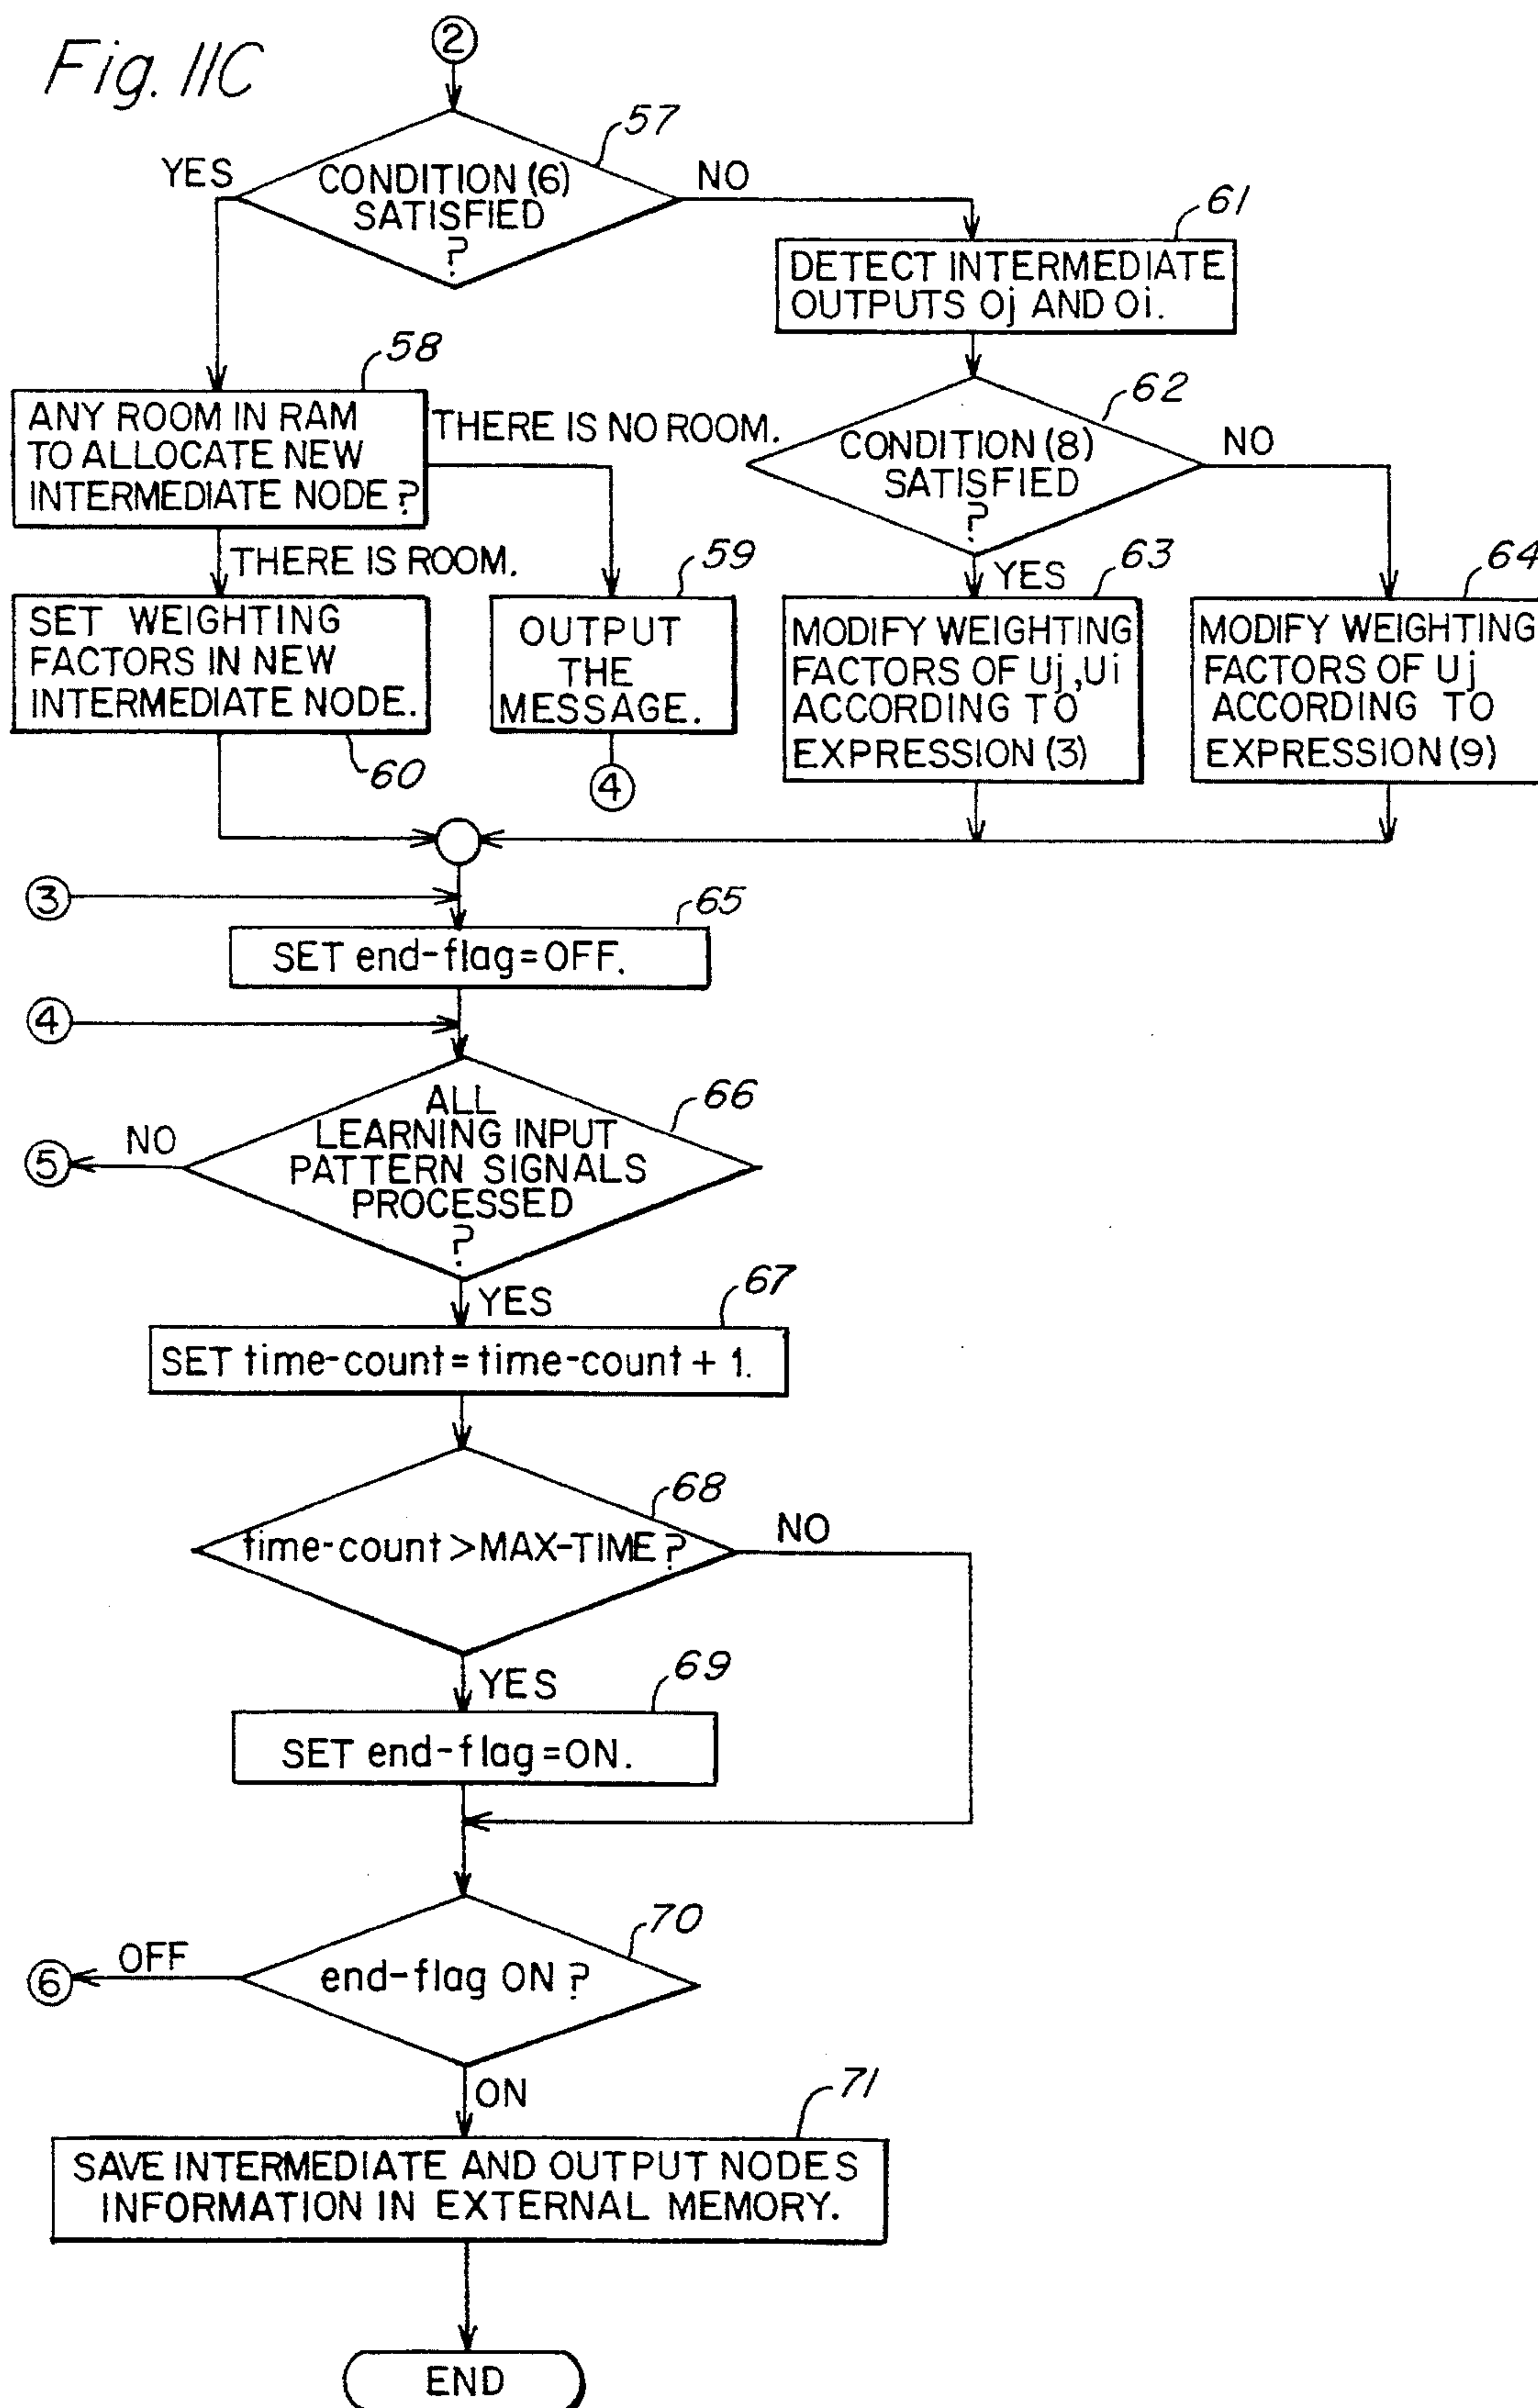 Fig. 11C
2
57
YES
CONDITION (6)
SATISFIED
?
NO
61
DETECT INTERMEDIATE
OUTPUTS Oj AND Oi.
58
ANY ROOM IN RAM
TO ALLOCATE NEW
INTERMEDIATE NODE?
THERE IS NO ROOM.
62
CONDITION (8)
SATISFIED
?
NO
THERE IS ROOM.
59
YES
63
64
SET WEIGHTING
FACTORS IN NEW
INTERMEDIATE NODE.
60
OUTPUT
THE
MESSAGE.
4
MODIFY WEIGHTING
FACTORS OF Uj,Ui
ACCORDING TO
EXPRESSION (3)
MODIFY WEIGHTING
FACTORS OF Uj
ACCORDING TO
EXPRESSION (9)
3
65
SET end-flag=OFF.
4
66
ALL
LEARNING INPUT
PATTERN SIGNALS
PROCESSED
?
NO
5
YES
67
SET time-count=time-count + 1.
68
time-count>MAX-TIME?
NO
YES
69
SET end-flag=ON.
70
end-flag ON?
OFF
6
ON
71
SAVE INTERMEDIATE AND OUTPUT NODES
INFORMATION IN EXTERNAL MEMORY.
END